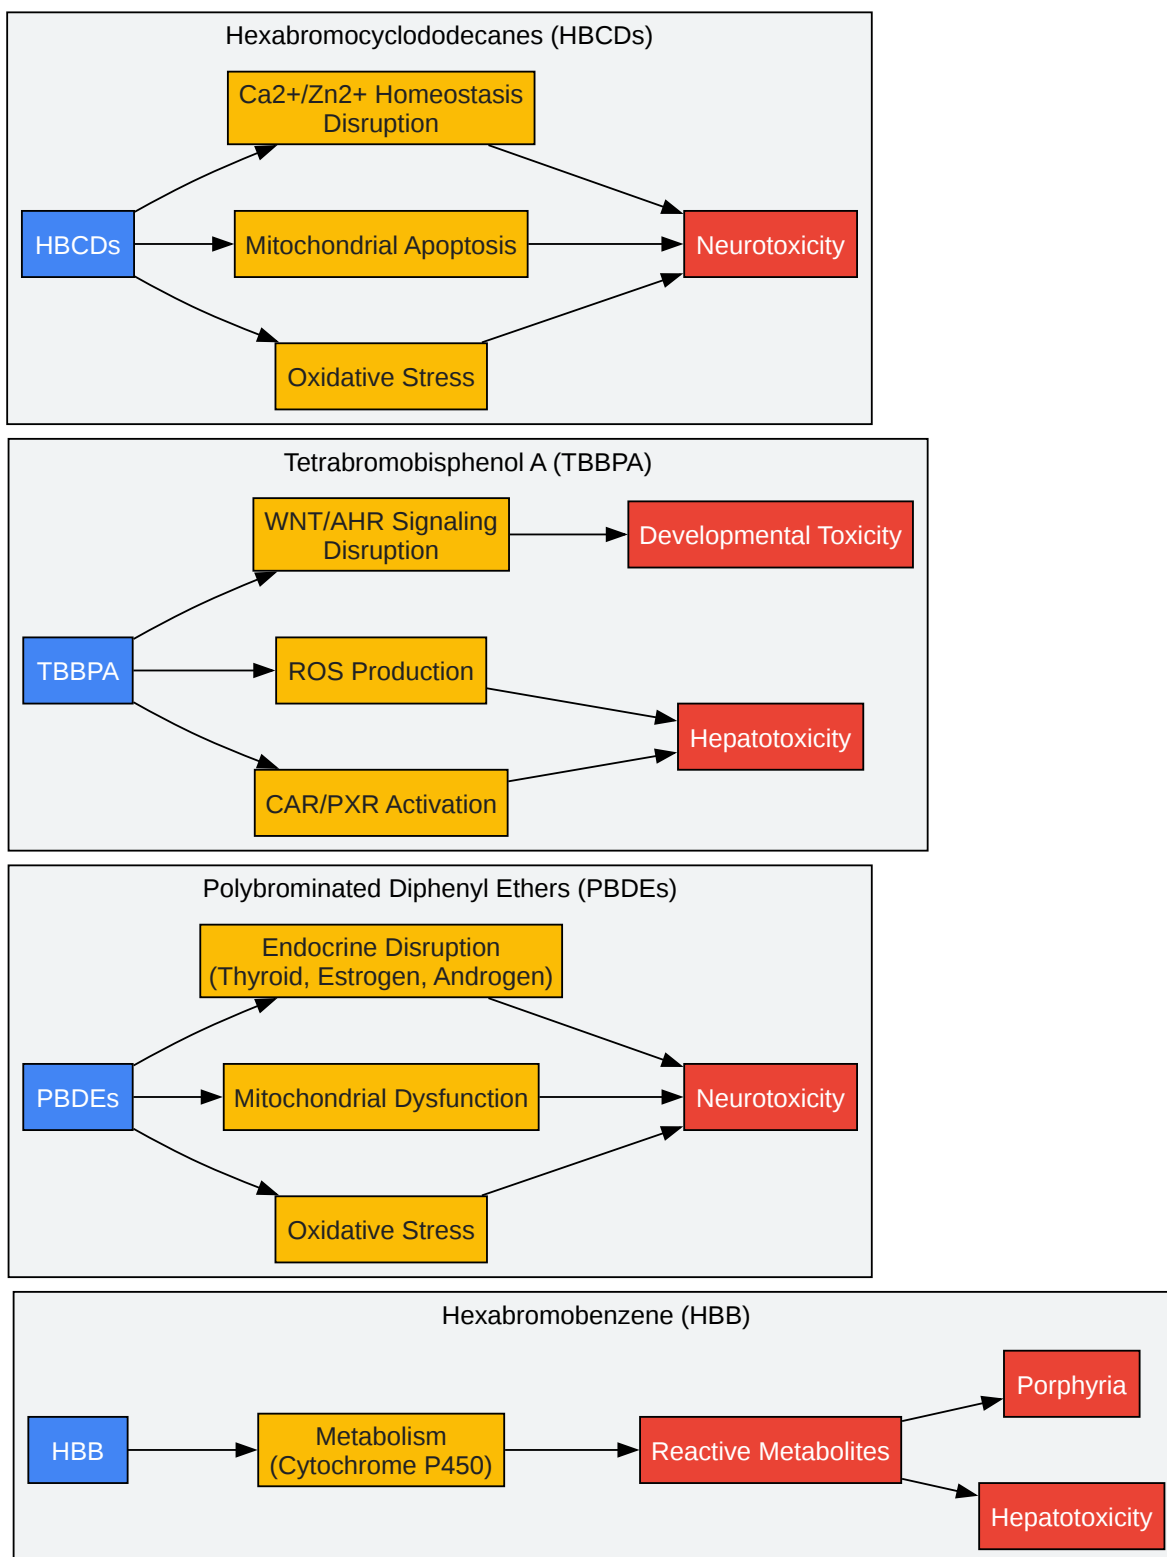 Hexabromocyclododecanes (HBCDs)
Ca2+/Zn2+ Homeostasis
Disruption
HBCDs
Mitochondrial Apoptosis
Neurotoxicity
Oxidative Stress
Tetrabromobisphenol A (TBBPA)
WNT/AHR Signaling
Disruption
Developmental Toxicity
TBBPA
ROS Production
Hepatotoxicity
CAR/PXR Activation
Polybrominated Diphenyl Ethers (PBDEs)
Endocrine Disruption
(Thyroid, Estrogen, Androgen)
PBDEs
Mitochondrial Dysfunction
Neurotoxicity
Oxidative Stress
Hexabromobenzene (HBB)
Porphyria
HBB
Metabolism
(Cytochrome P450)
Reactive Metabolites
Hepatotoxicity